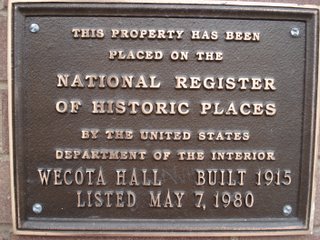 THIS PROPERTY HAS BEEN
PLACED ON THE
NATIONAL REGISTER
OF HISTORIC PLACES
BY THE UNITED STATES
DEPARTMENT OF THE INTERIOR
WECOTA HALL BUILT 1915
LISTED MAY 7, 1980